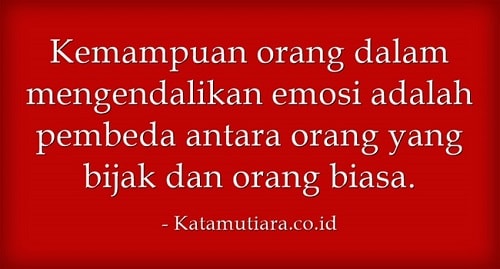 Kemampuan orang dalam
mengendalikan emosi adalah
pembeda antara orang yang
bijak dan orang biasa.
- Katamutiara.co.id